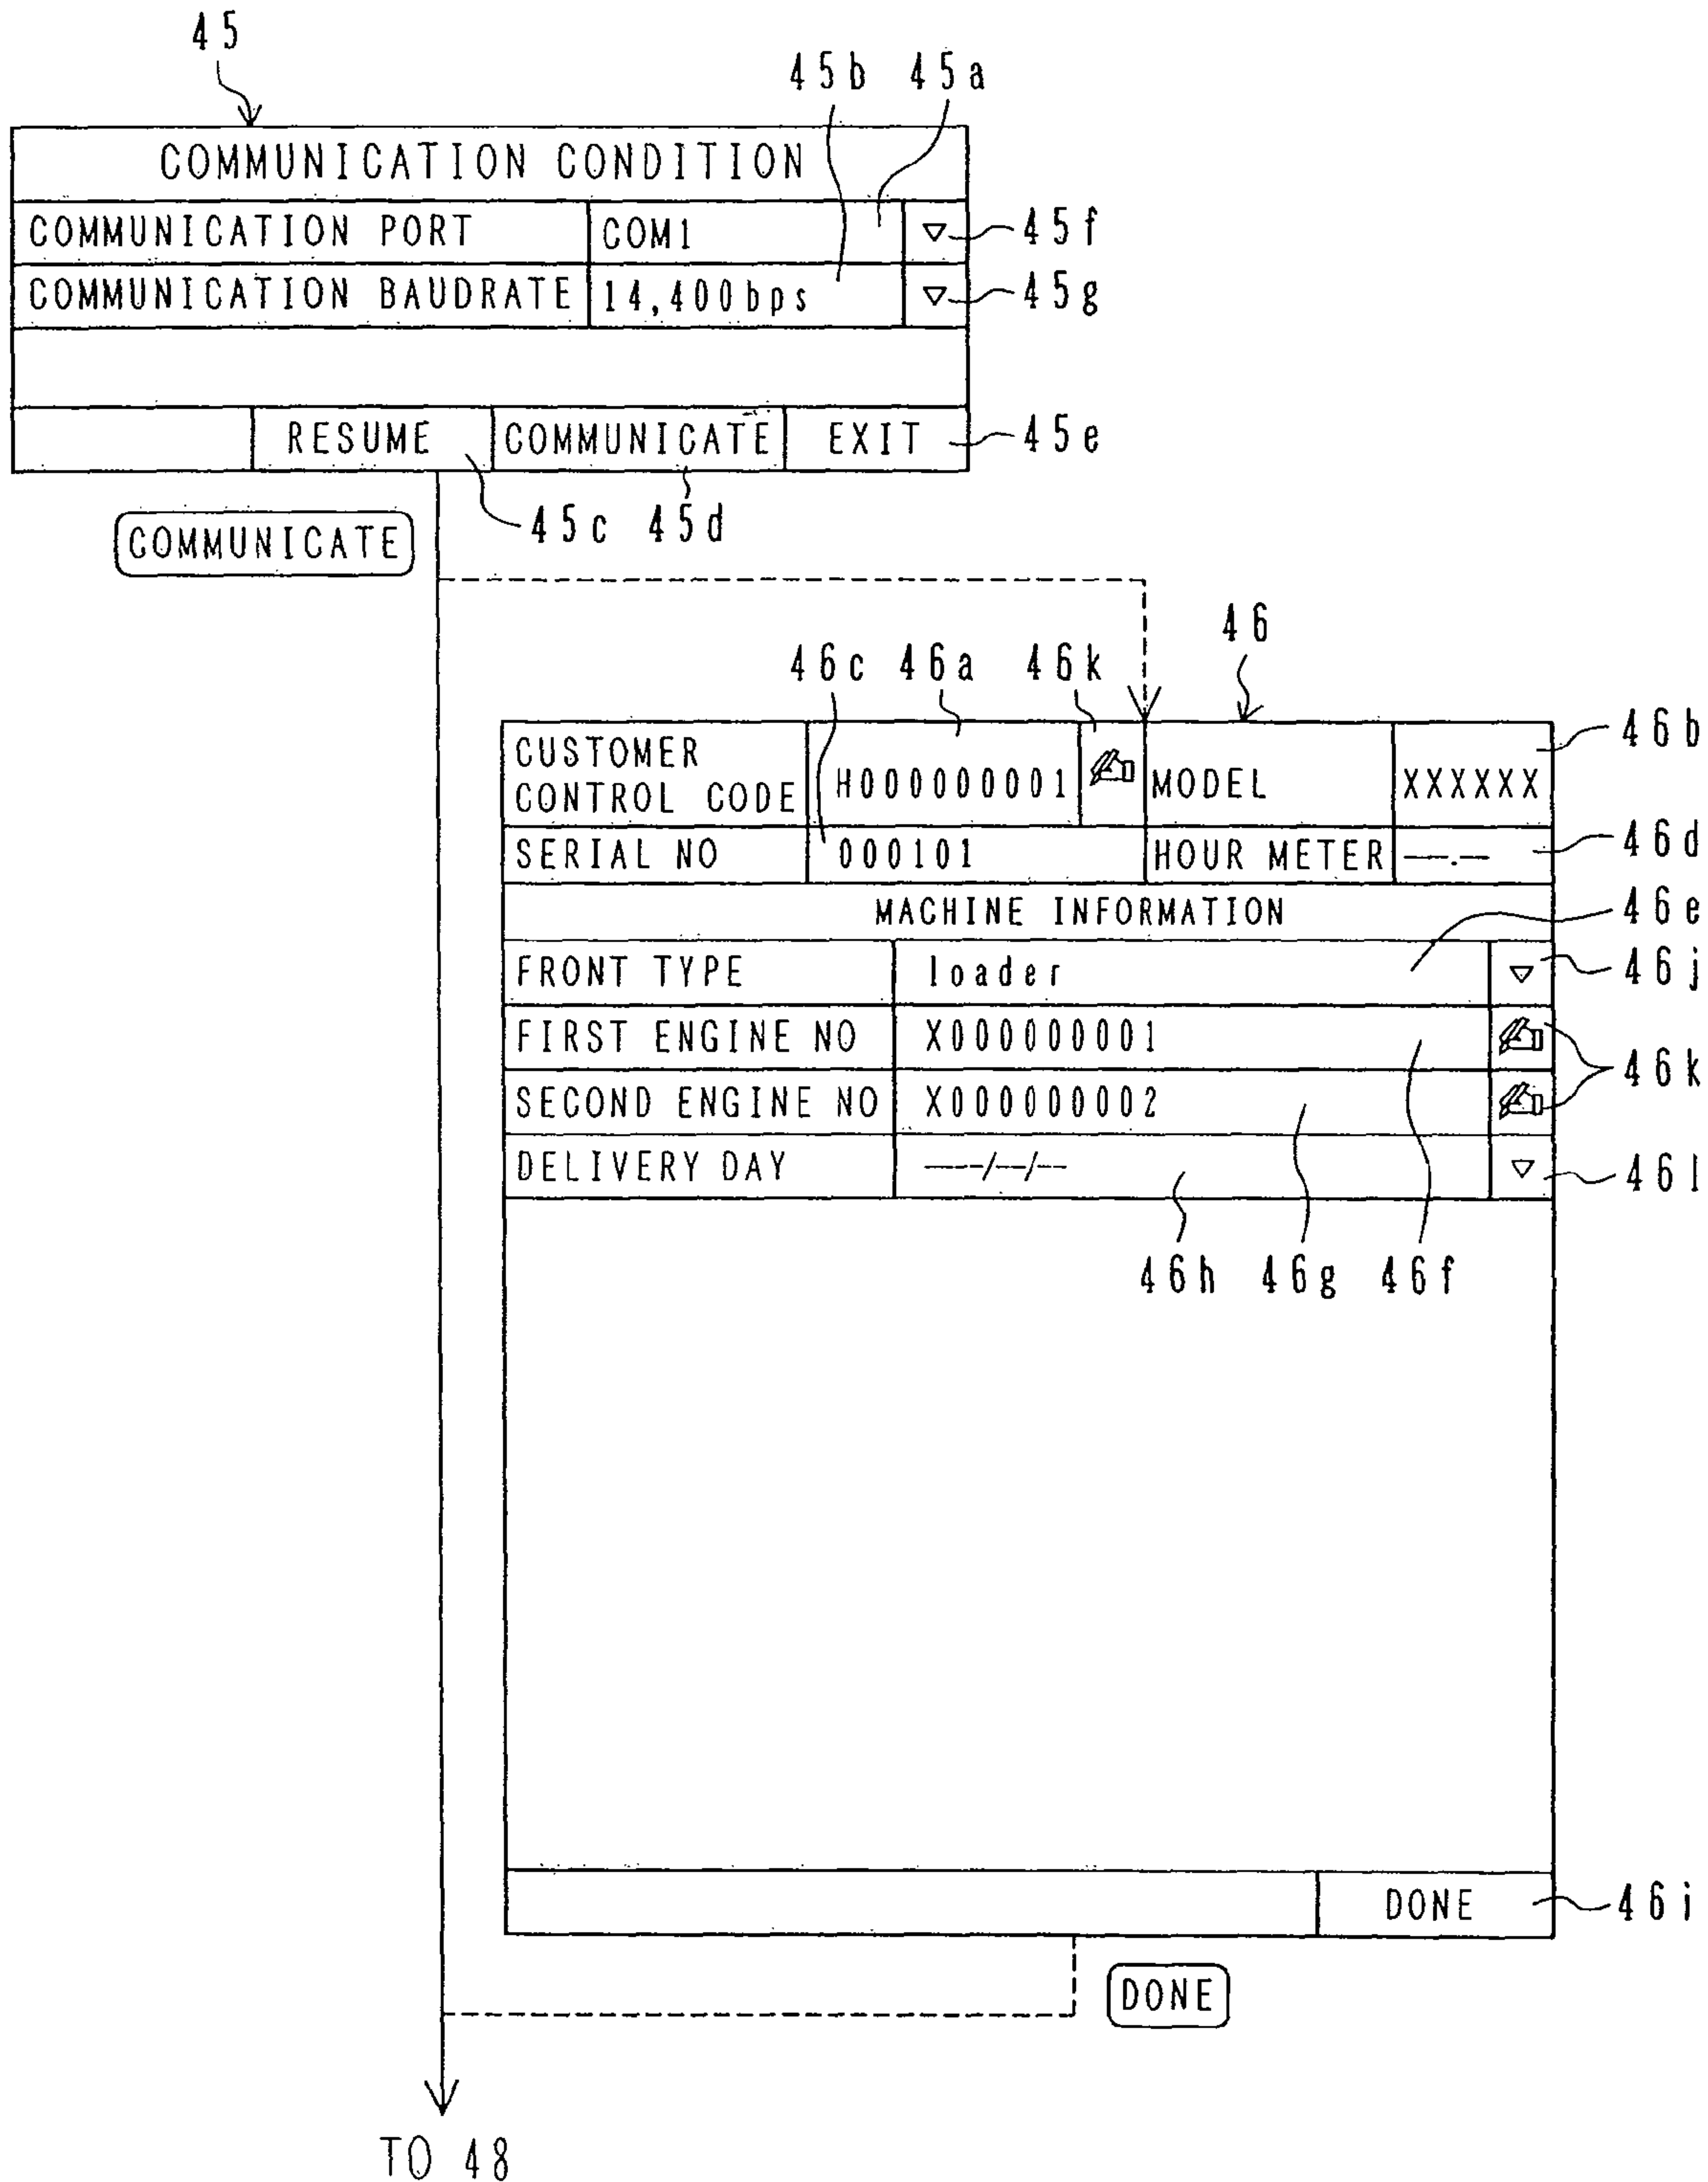 45
45b 45a
COMMUNICATION CONDITION
COMMUNICATION PORT COM1 ▽ 45f
COMMUNICATION BAUDRATE 14,400bps ▽ 45g
RESUME COMMUNICATE EXIT 45e
45c 45d
COMMUNICATE
46
46c 46a 46k
CUSTOMER
CONTROL CODE H000000001 MODEL XXXXXX 46b
SERIAL NO 000101 HOUR METER ——.— 46d
MACHINE INFORMATION 46e
FRONT TYPE loader ▽ 46j
FIRST ENGINE NO X000000001
46k
SECOND ENGINE NO X000000002
DELIVERY DAY ----/--/-- ▽ 46l
46h 46g 46f
DONE 46i
DONE
TO 48